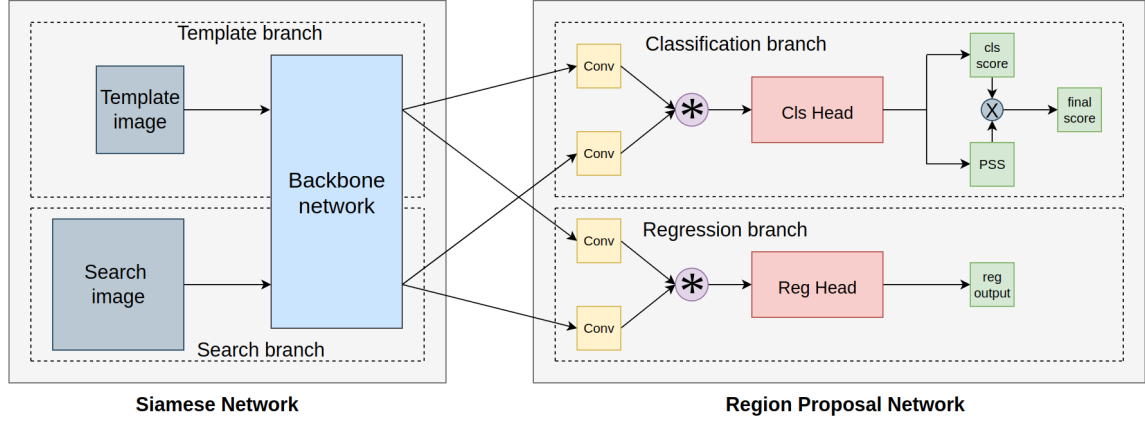 Template branch
Template
image
Backbone
network
Search
image
Search branch
Siamese Network
Classification branch
Conv
Conv
*
Cls Head
cls
score
X
final
score
PSS
Regression branch
Conv
Conv
*
Reg Head
reg
output
Region Proposal Network